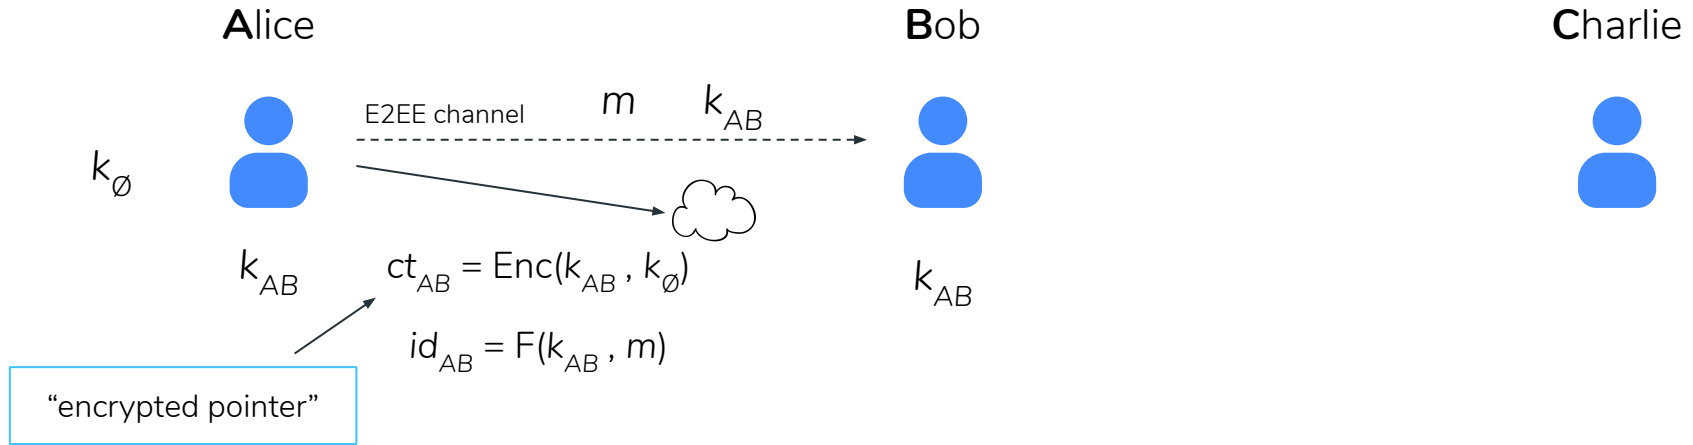 Alice
Bob
Charlie
E2EE channel
m k_AB
k_Ø
k_AB
ct_AB = Enc(k_AB , k_Ø)
k_AB
id_AB = F(k_AB , m)
“encrypted pointer”